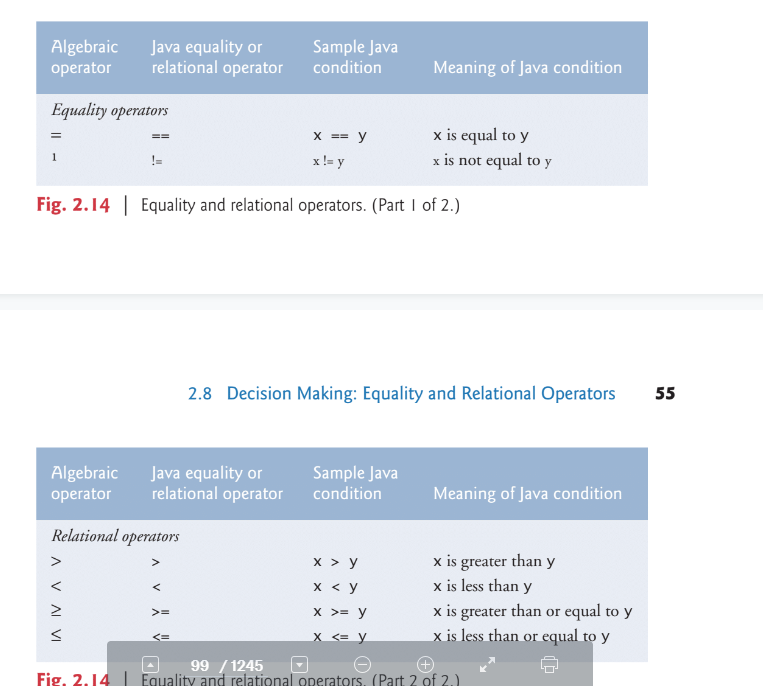 Algebraic operator Java equality or relational operator Sample Java condition Meaning of Java condition
Equality operators
= == x == y x is equal to y
1 != x != y x is not equal to y
Fig. 2.14 | Equality and relational operators. (Part 1 of 2.)
2.8 Decision Making: Equality and Relational Operators 55
Algebraic operator Java equality or relational operator Sample Java condition Meaning of Java condition
Relational operators
> > x > y x is greater than y
< < x < y x is less than y
≥ >= x >= y x is greater than or equal to y
≤ <= x <= y x is less than or equal to y
99 / 1245
Fig. 2.14 | Equality and relational operators. (Part 2 of 2.)